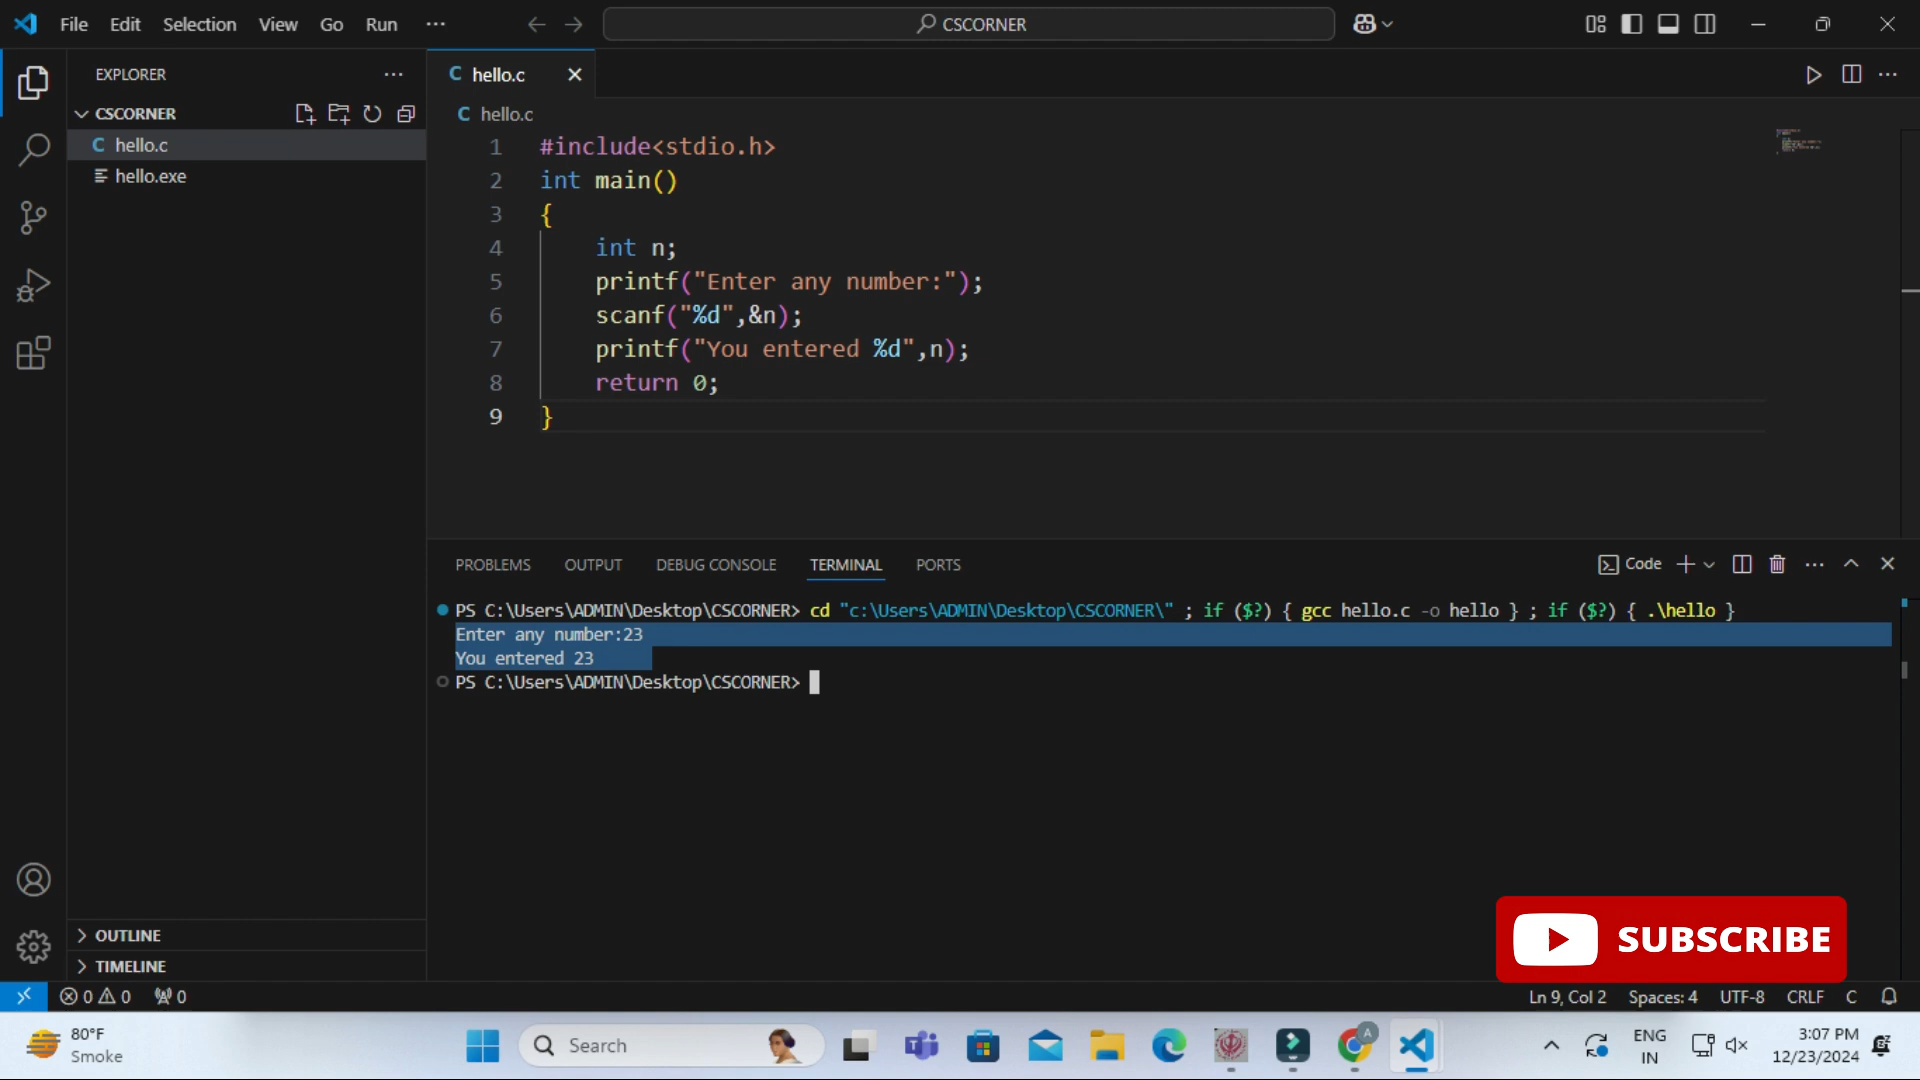 File Edit Selection View Go Run ··· CSCORNER
EXPLORER ···
hello.c
CSCORNER
C hello.c
hello.exe
C hello.c
1 #include<stdio.h>
2 int main()
3 {
4 int n;
5 printf("Enter any number:");
6 scanf("%d",&n);
7 printf("You entered %d",n);
8 return 0;
9 }
PROBLEMS OUTPUT DEBUG CONSOLE TERMINAL PORTS
Code
PS C:\Users\ADMIN\Desktop\CSCORNER> cd "c:\Users\ADMIN\Desktop\CSCORNER\" ; if ($?) { gcc hello.c -o hello } ; if ($?) { .\hello }
Enter any number:23
You entered 23
PS C:\Users\ADMIN\Desktop\CSCORNER>
OUTLINE
TIMELINE
SUBSCRIBE
0 0 0
Ln 9, Col 2 Spaces: 4 UTF-8 CRLF C
80°F
Smoke
Search
A
ENG
IN
3:07 PM
12/23/2024